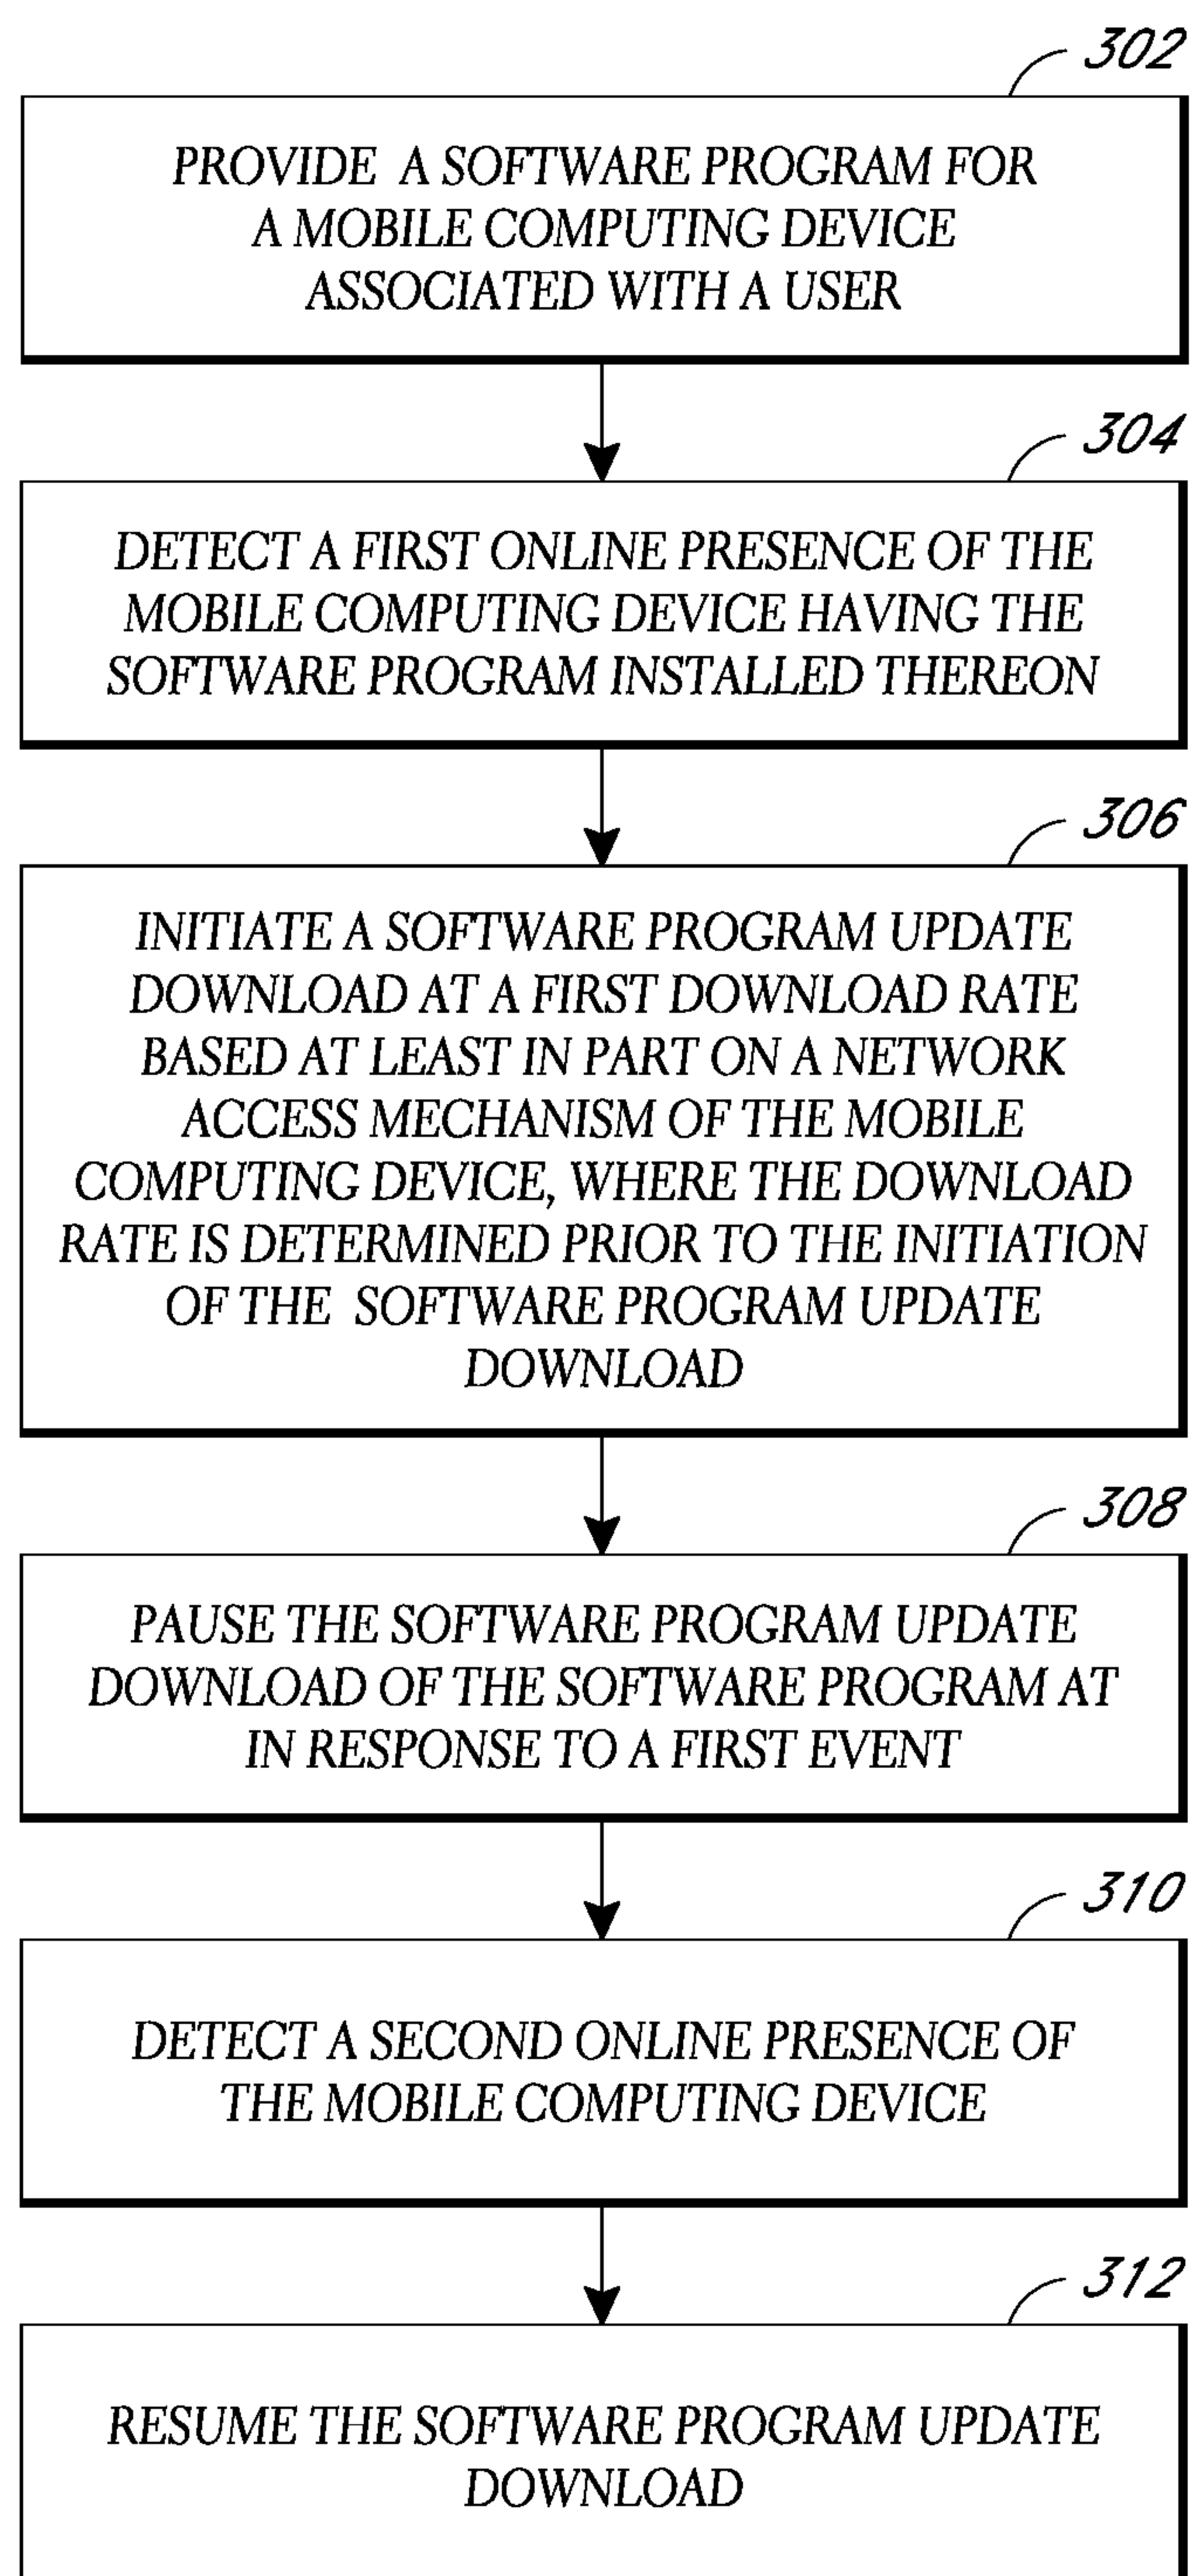 302
PROVIDE A SOFTWARE PROGRAM FOR
A MOBILE COMPUTING DEVICE
ASSOCIATED WITH A USER
304
DETECT A FIRST ONLINE PRESENCE OF THE
MOBILE COMPUTING DEVICE HAVING THE
SOFTWARE PROGRAM INSTALLED THEREON
306
INITIATE A SOFTWARE PROGRAM UPDATE
DOWNLOAD AT A FIRST DOWNLOAD RATE
BASED AT LEAST IN PART ON A NETWORK
ACCESS MECHANISM OF THE MOBILE
COMPUTING DEVICE, WHERE THE DOWNLOAD
RATE IS DETERMINED PRIOR TO THE INITIATION
OF THE SOFTWARE PROGRAM UPDATE
DOWNLOAD
308
PAUSE THE SOFTWARE PROGRAM UPDATE
DOWNLOAD OF THE SOFTWARE PROGRAM AT
IN RESPONSE TO A FIRST EVENT
310
DETECT A SECOND ONLINE PRESENCE OF
THE MOBILE COMPUTING DEVICE
312
RESUME THE SOFTWARE PROGRAM UPDATE
DOWNLOAD